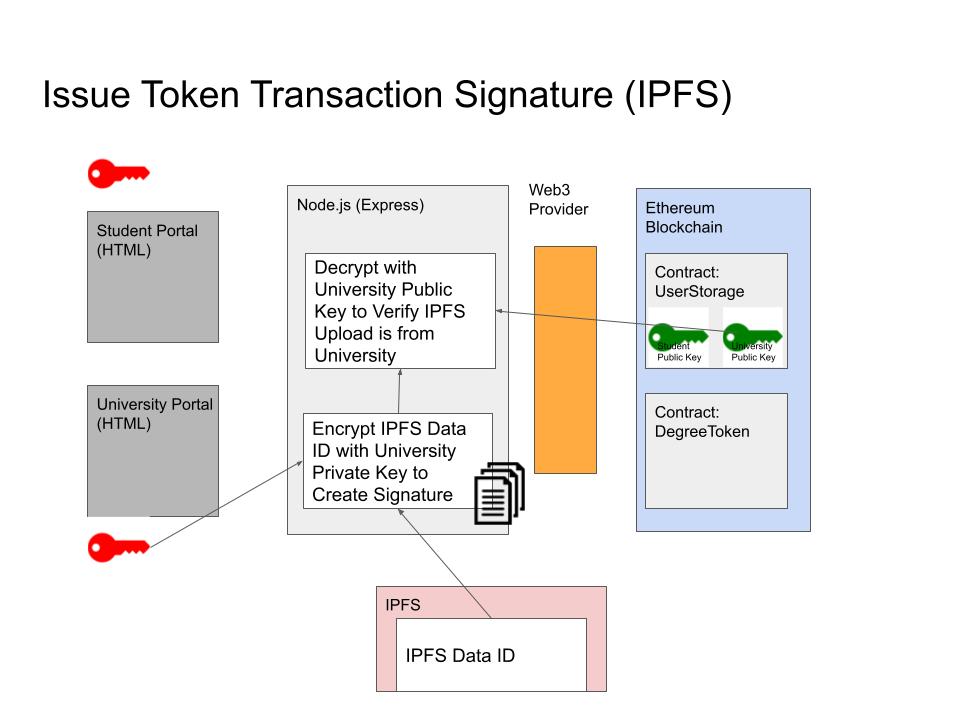 Issue Token Transaction Signature (IPFS)
Student Portal
(HTML)
University Portal
(HTML)
Node.js (Express)
Decrypt with
University Public
Key to Verify IPFS
Upload is from
University
Encrypt IPFS Data
ID with University
Private Key to
Create Signature
Web3
Provider
Ethereum
Blockchain
Contract:
UserStorage
Student
Public Key
University
Public Key
Contract:
DegreeToken
IPFS
IPFS Data ID